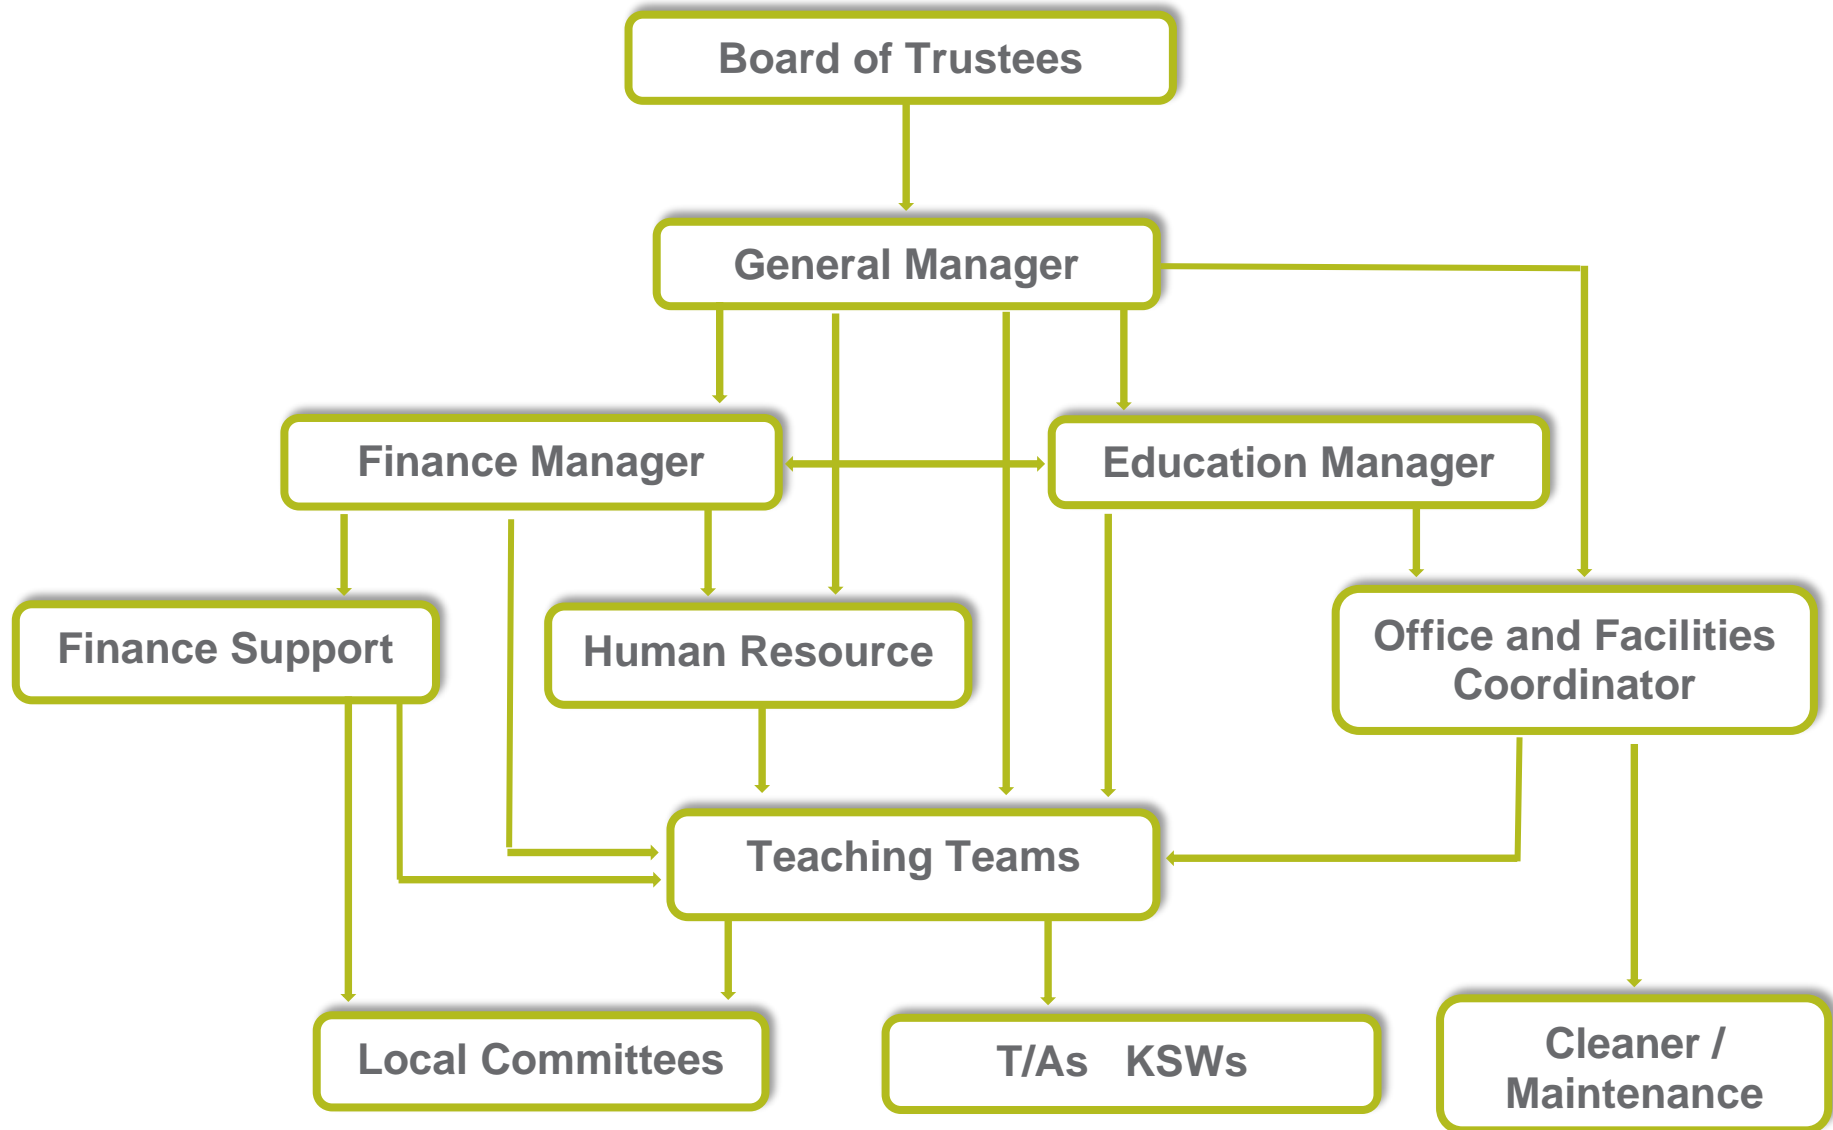 Board of Trustees
General Manager
Finance Manager
Education Manager
Finance Support
Human Resource
Office and Facilities
Coordinator
Teaching Teams
Local Committees
T/As KSWs
Cleaner /
Maintenance